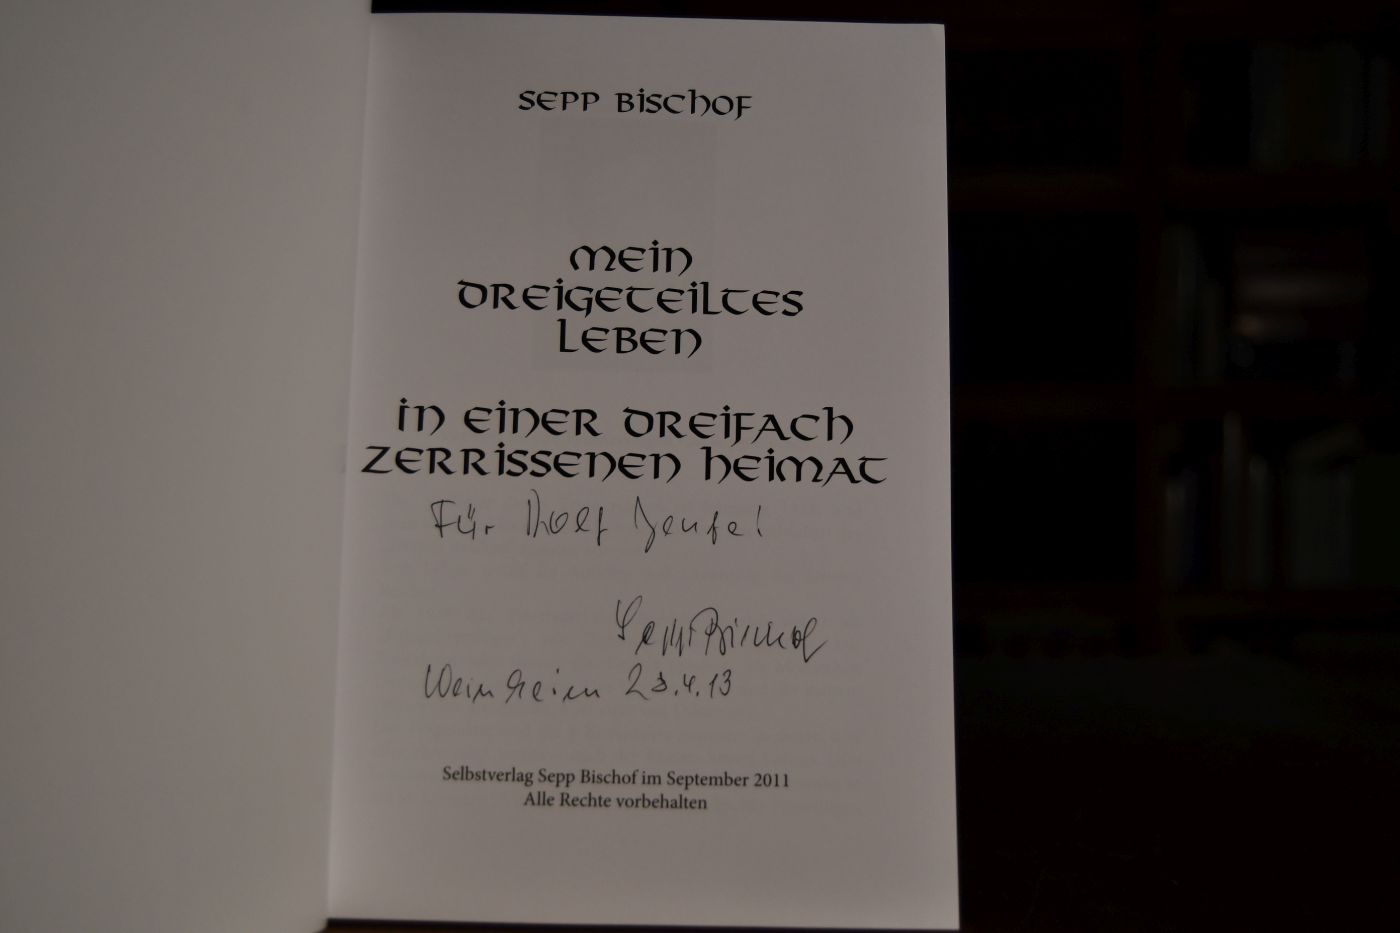 Sepp Bischof
Mein
dreigeteiltes
Leben
in einer dreifach
zerrissenen Heimat
Für Rolf
Sepp Bischof
Weinheim 23.4.13
Selbstverlag Sepp Bischof im September 2011
Alle Rechte vorbehalten